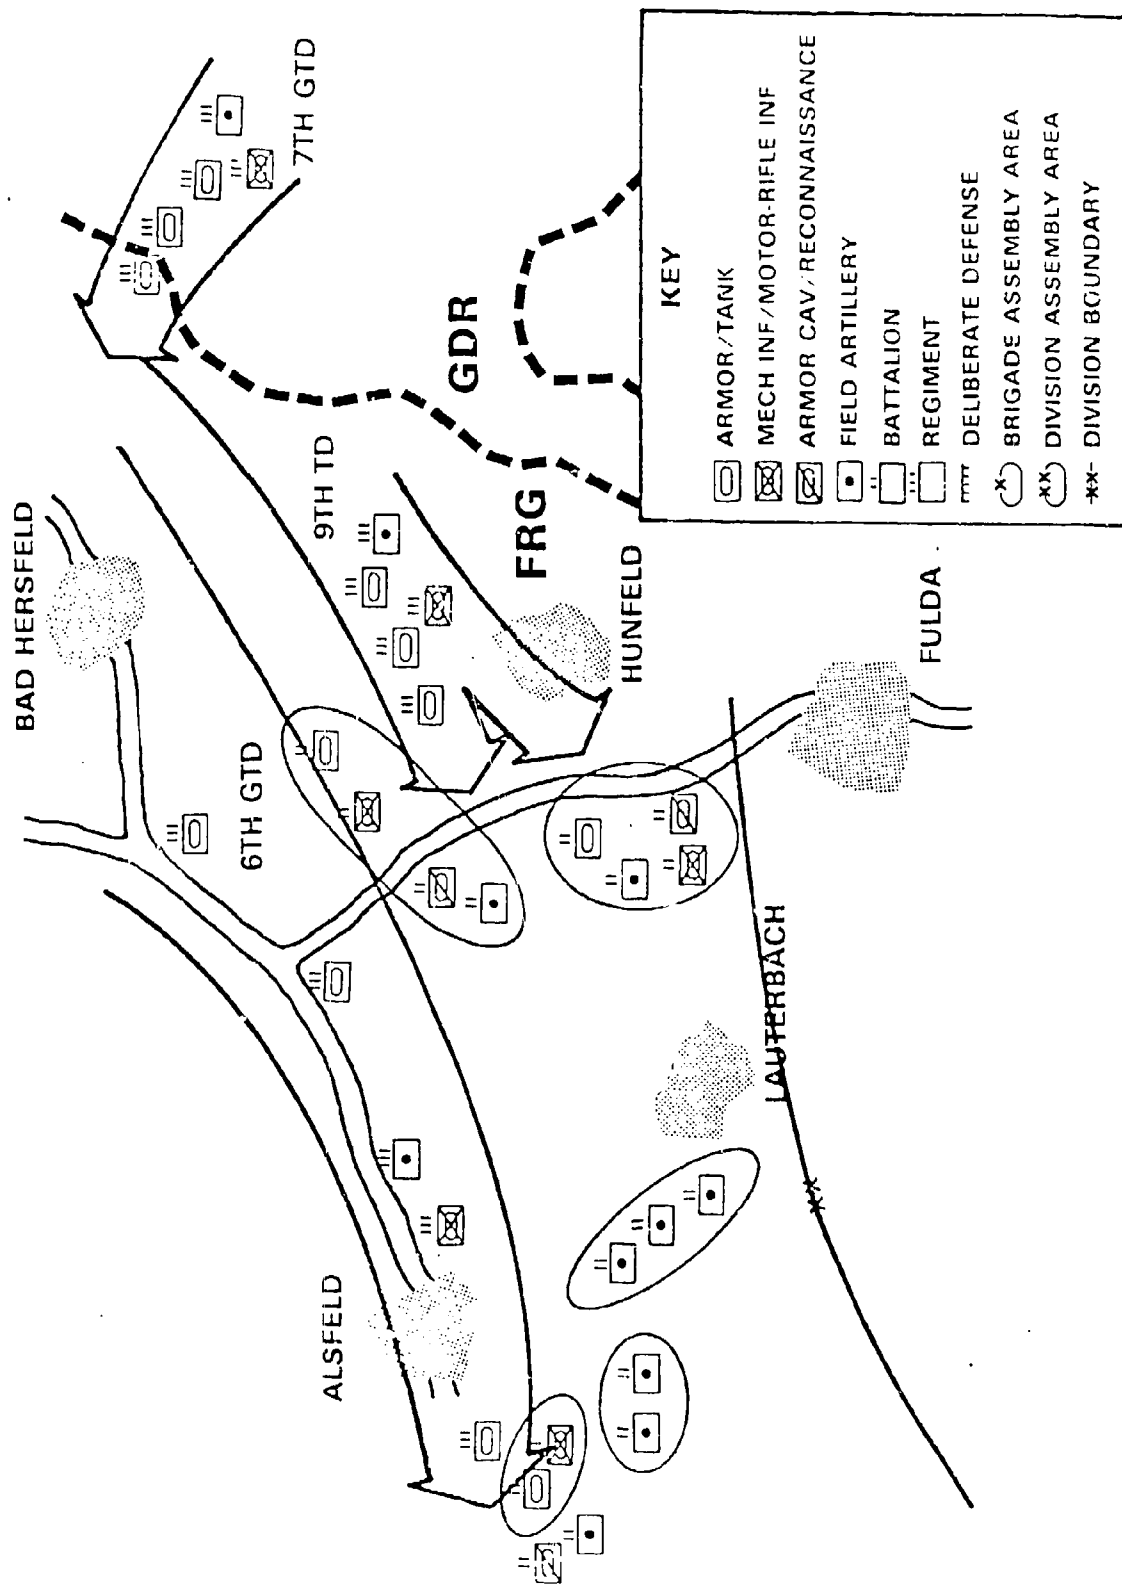 BAD HERSFELD
7TH GTD
6TH GTD
9TH TD
ALSFELD
GDR
FRG
HUNFELD
LAUTERBACH
FULDA
KEY
ARMOR/TANK
MECH INF/MOTOR-RIFLE INF
ARMOR CAV/RECONNAISSANCE
FIELD ARTILLERY
BATTALION
REGIMENT
DELIBERATE DEFENSE
BRIGADE ASSEMBLY AREA
DIVISION ASSEMBLY AREA
DIVISION BOUNDARY